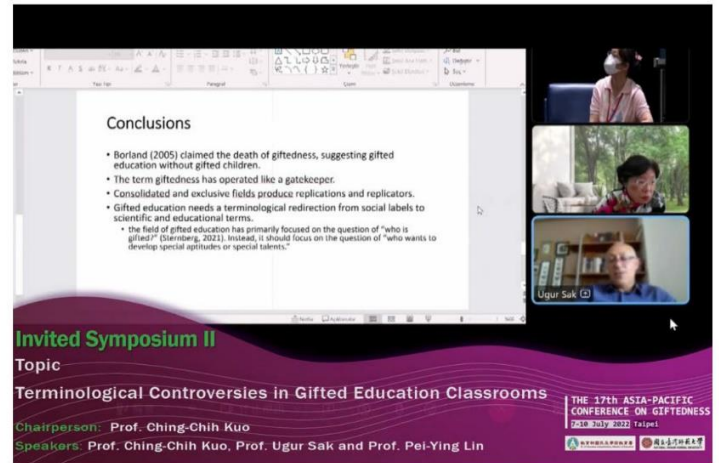 Conclusions
• Borland (2005) claimed the death of giftedness, suggesting gifted
education without gifted children.
• The term giftedness has operated like a gatekeeper.
• Consolidated and exclusive fields produce replications and replicators.
• Gifted education needs a terminological redirection from social labels to
scientific and educational terms.
• the field of gifted education has primarily focused on the question of "who is
gifted?" (Sternberg, 2021). Instead, it should focus on the question of "who wants to
develop special aptitudes or special talents."
Ugur Sak
Invited Symposium II
Topic
Terminological Controversies in Gifted Education Classrooms
Chairperson: Prof. Ching-Chih Kuo
Speakers: Prof. Ching-Chih Kuo, Prof. Ugur Sak and Prof. Pei-Ying Lin
THE 17th ASIA-PACIFIC
CONFERENCE ON GIFTEDNESS
7-10 July 2022 Taipei